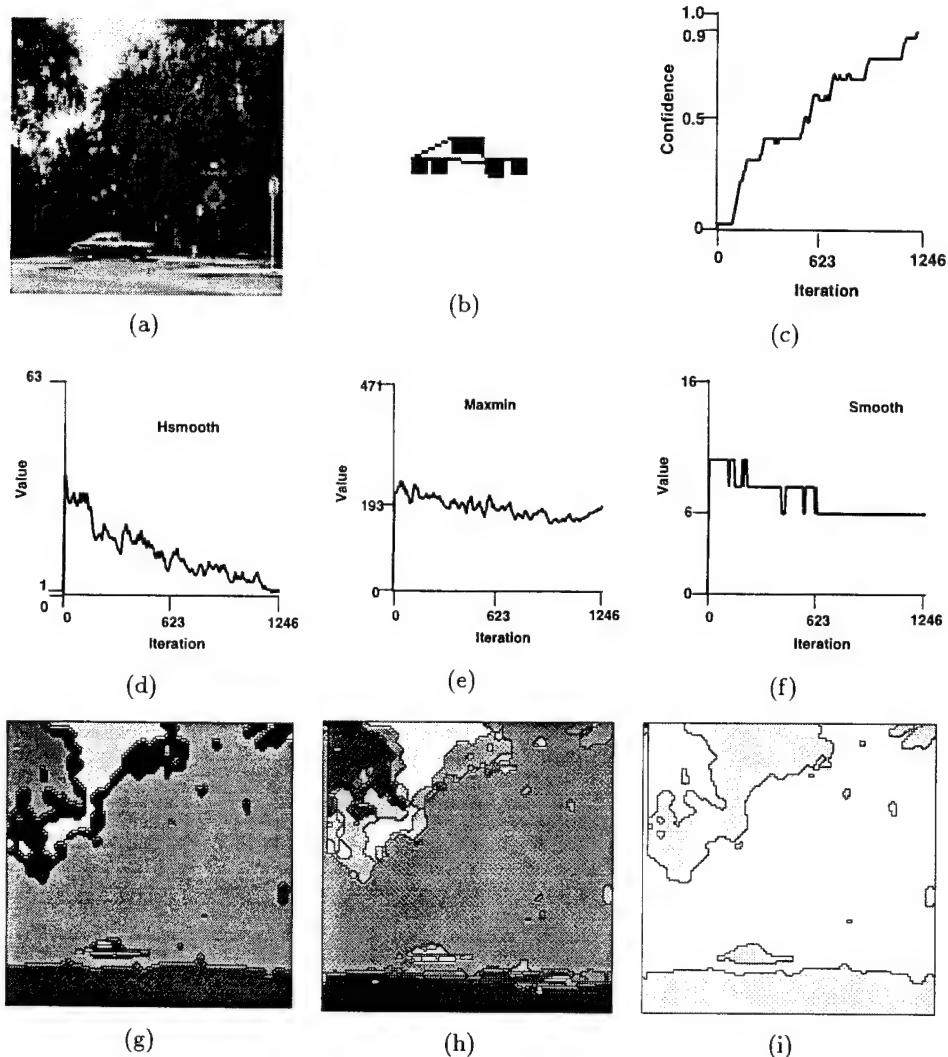 1.0
0.9
0.5
0
Confidence
0 623 1246
Iteration
(a)
(b)
(c)
63
1
0
Value
Hsmooth
0 623 1246
Iteration
(d)
471
193
0
Value
Maxmin
0 623 1246
Iteration
(e)
16
6
0
Value
Smooth
0 623 1246
Iteration
(f)
(g)
(h)
(i)